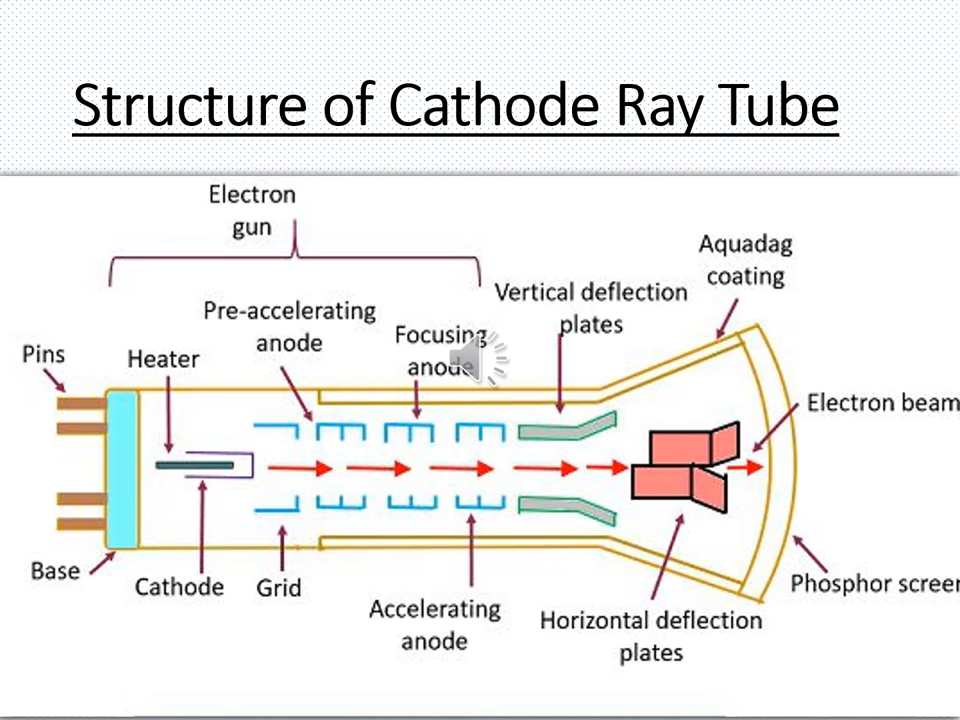 Structure of Cathode Ray Tube
Electron
gun
Aquadag
coating
Vertical deflection
plates
Pre-accelerating
anode
Focusing
anode
Pins
Heater
Electron beam
Base
Cathode
Grid
Accelerating
anode
Horizontal deflection
plates
Phosphor screen